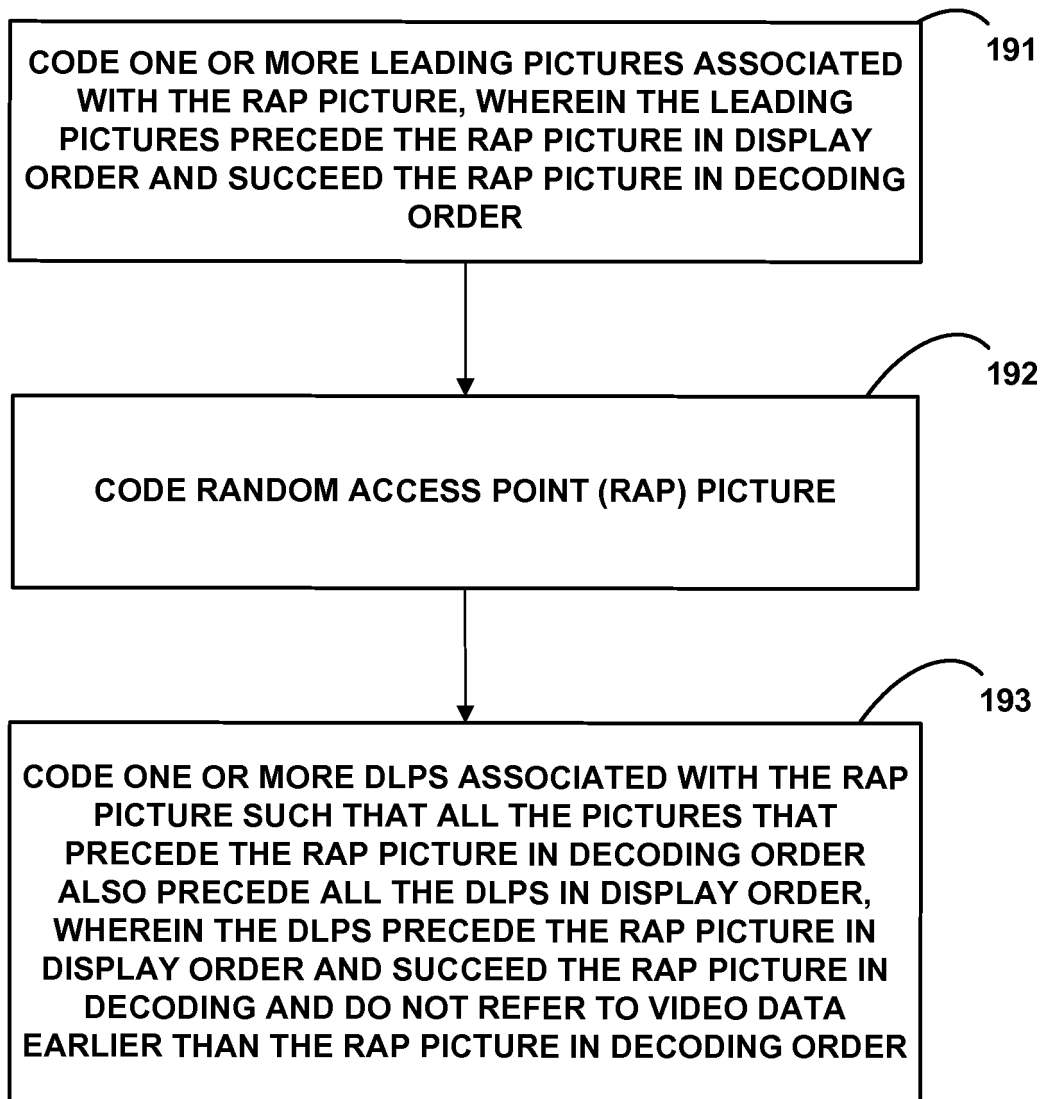 191
CODE ONE OR MORE LEADING PICTURES ASSOCIATED
WITH THE RAP PICTURE, WHEREIN THE LEADING
PICTURES PRECEDE THE RAP PICTURE IN DISPLAY
ORDER AND SUCCEED THE RAP PICTURE IN DECODING
ORDER
192
CODE RANDOM ACCESS POINT (RAP) PICTURE
193
CODE ONE OR MORE DLPS ASSOCIATED WITH THE RAP
PICTURE SUCH THAT ALL THE PICTURES THAT
PRECEDE THE RAP PICTURE IN DECODING ORDER
ALSO PRECEDE ALL THE DLPS IN DISPLAY ORDER,
WHEREIN THE DLPS PRECEDE THE RAP PICTURE IN
DISPLAY ORDER AND SUCCEED THE RAP PICTURE IN
DECODING AND DO NOT REFER TO VIDEO DATA
EARLIER THAN THE RAP PICTURE IN DECODING ORDER